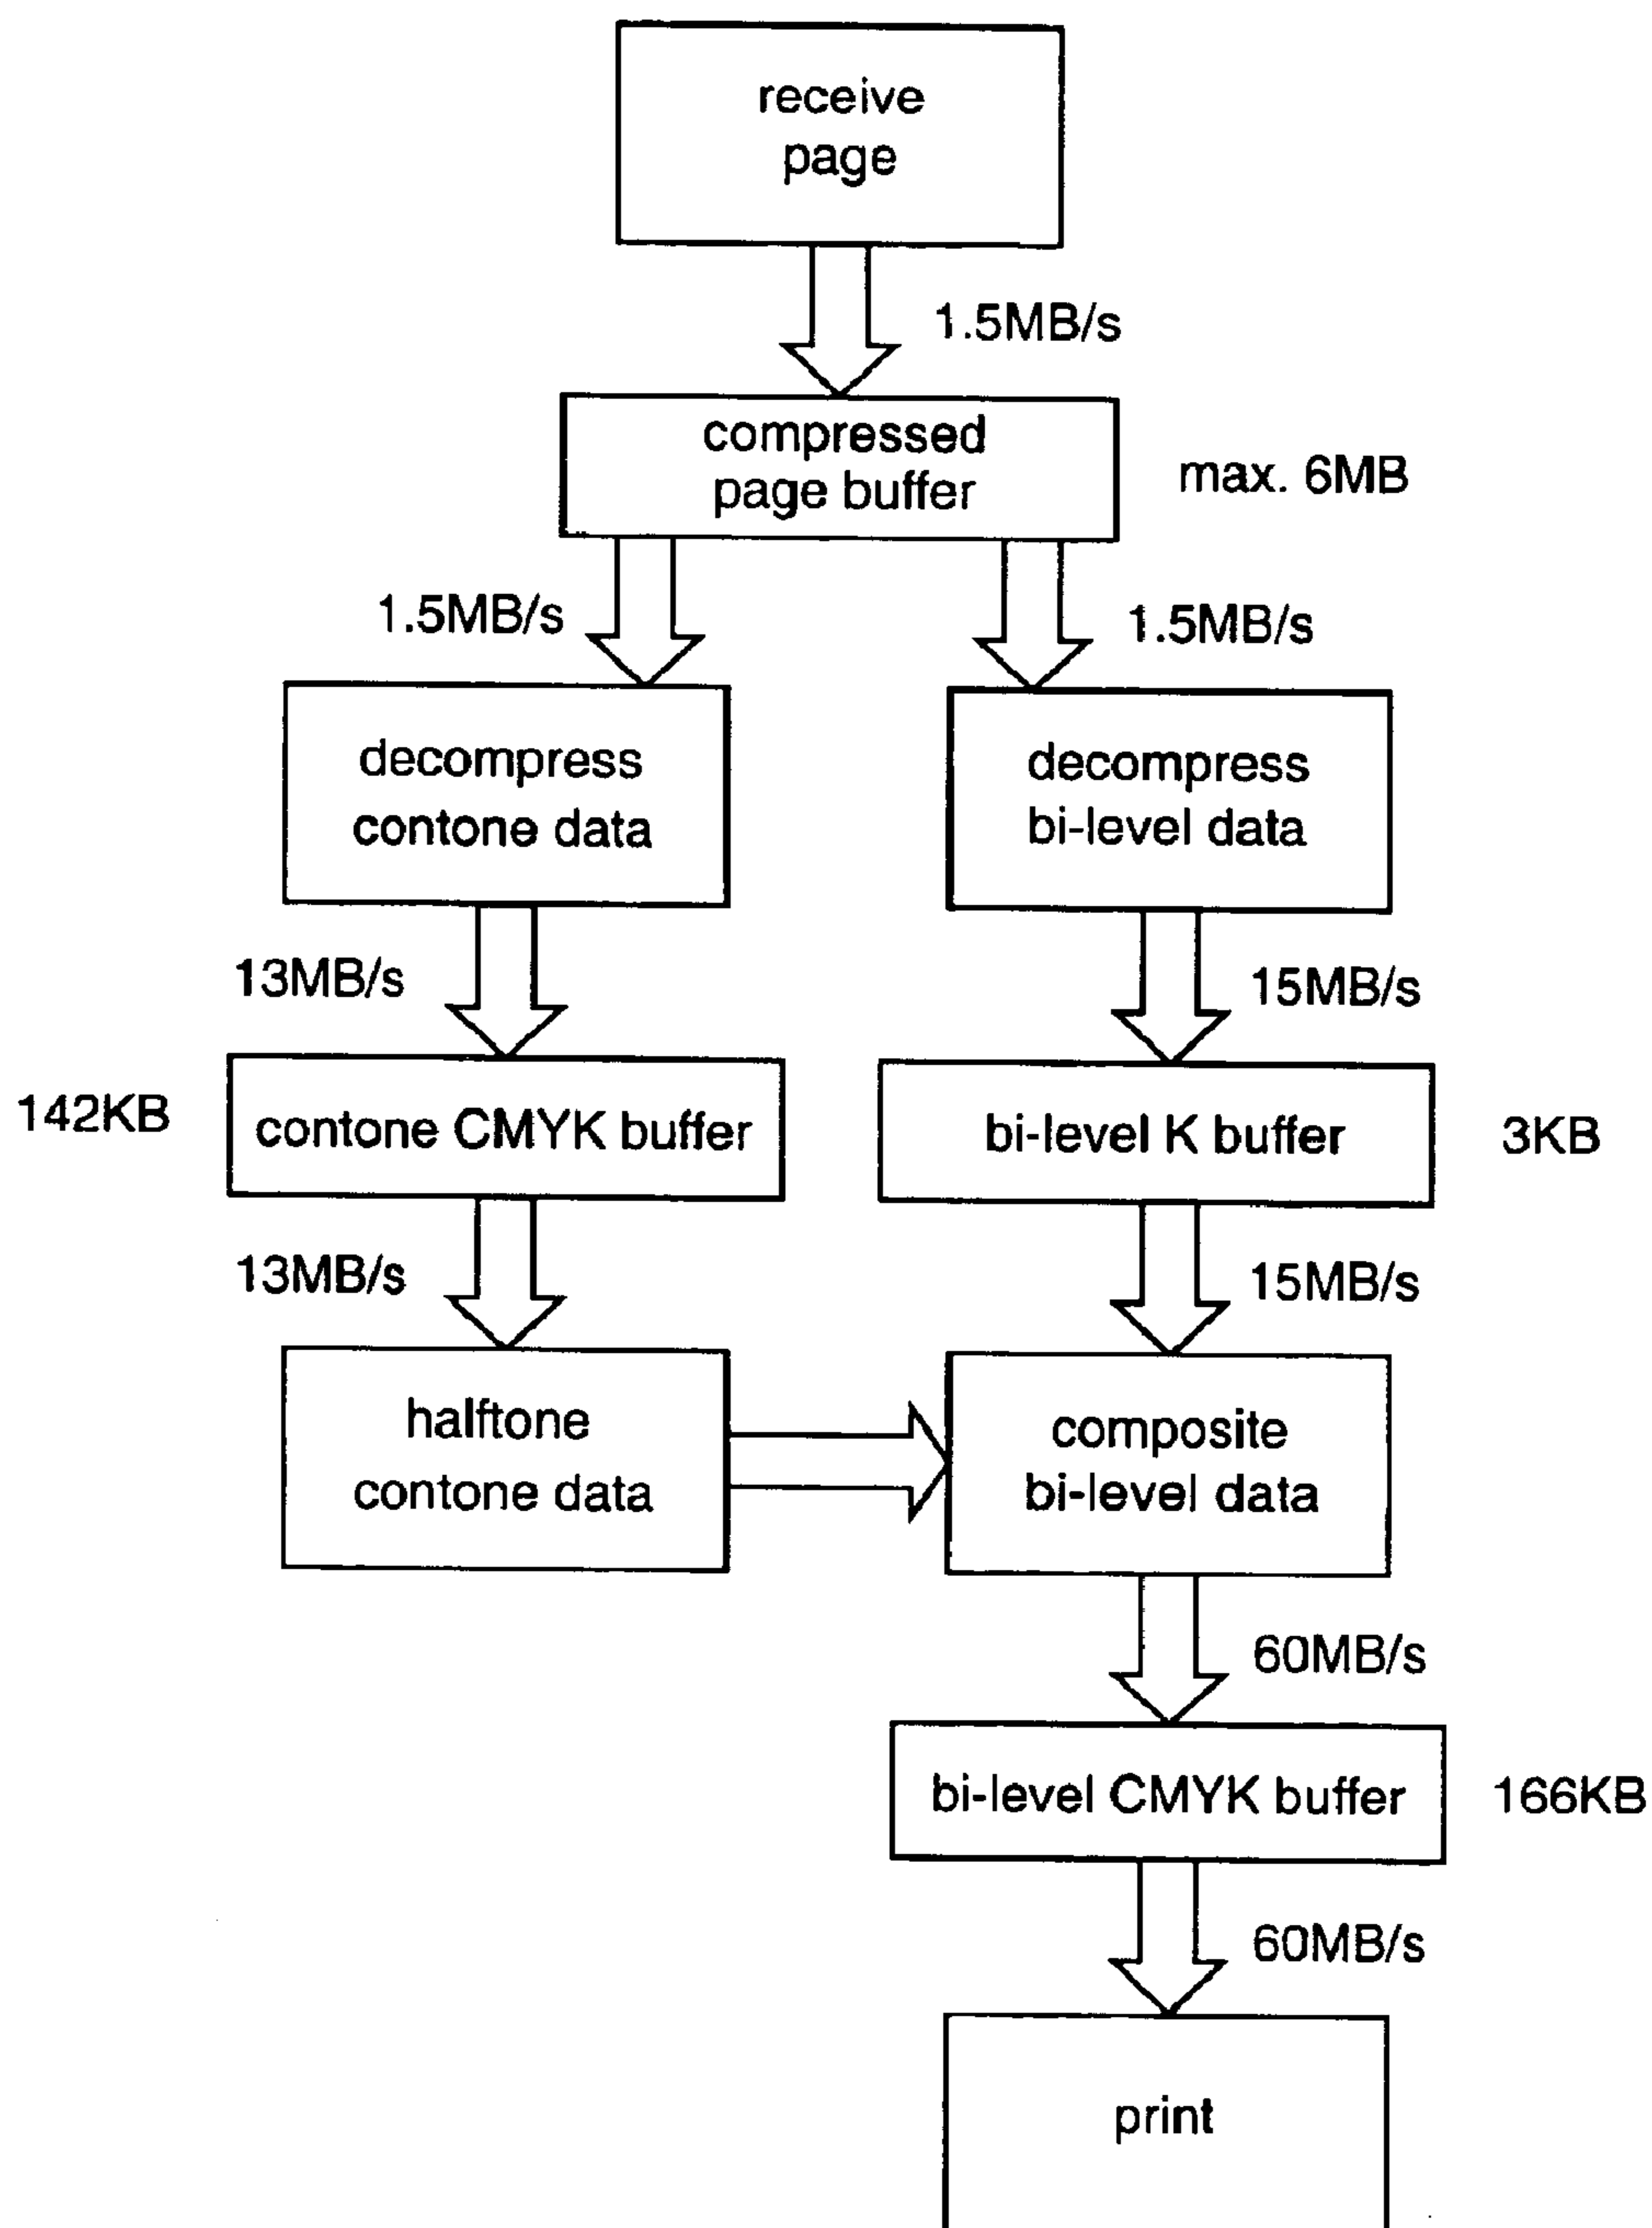 receive
page
1.5MB/s
compressed
page buffer
max. 6MB
1.5MB/s
1.5MB/s
decompress
contone data
decompress
bi-level data
13MB/s
15MB/s
142KB
contone CMYK buffer
bi-level K buffer
3KB
13MB/s
15MB/s
halftone
contone data
composite
bi-level data
60MB/s
bi-level CMYK buffer
166KB
60MB/s
print